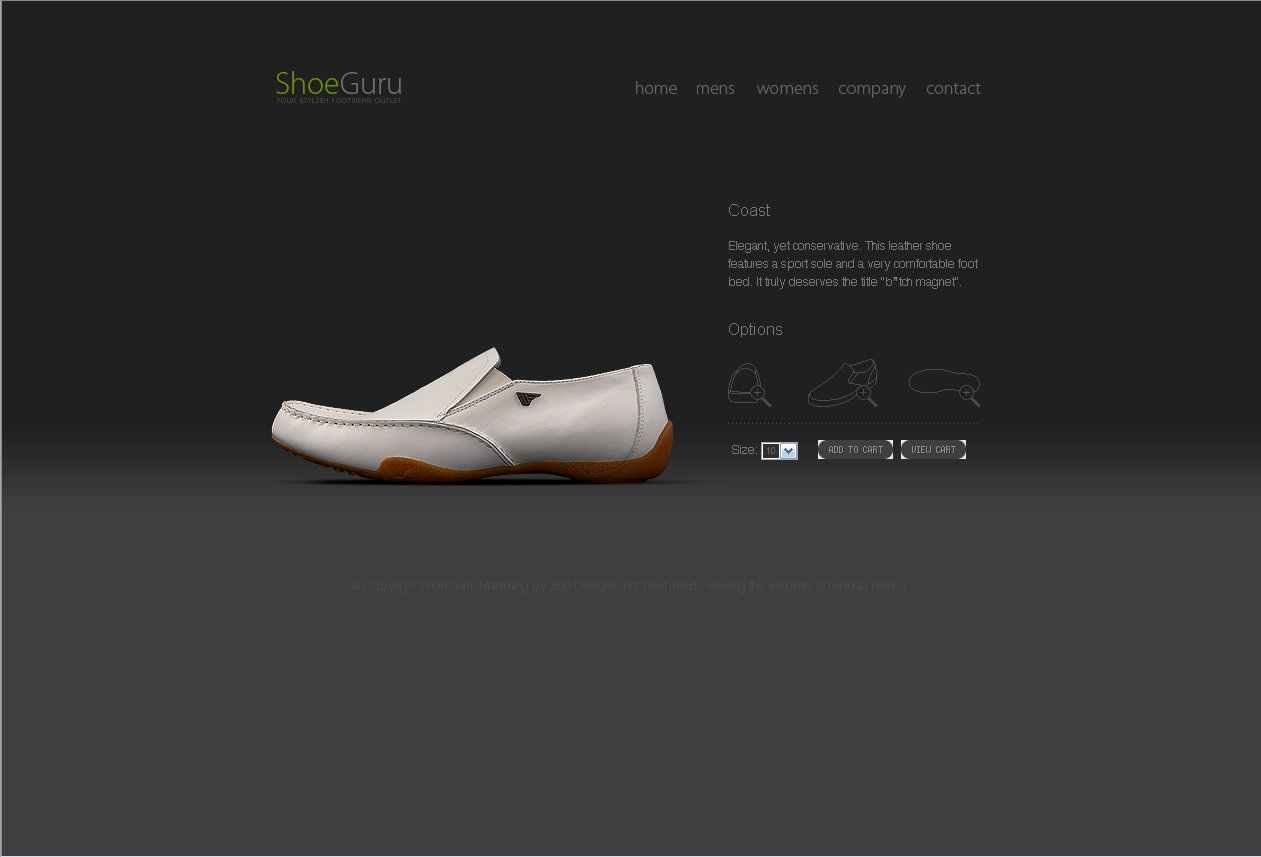 ShoeGuru
YOUR STYLISH FOOTWEAR OUTLET
home mens womens company contact
Coast
Elegant, yet conservative. This leather shoe
features a sport sole and a very comfortable foot
bed. It truly deserves the title "b*tch magnet".
Options
Size: 10 ADD TO CART VIEW CART
© Copyright ShoeGuru. Marketing by 360 Designs. For best results viewing this website, download Firefox.